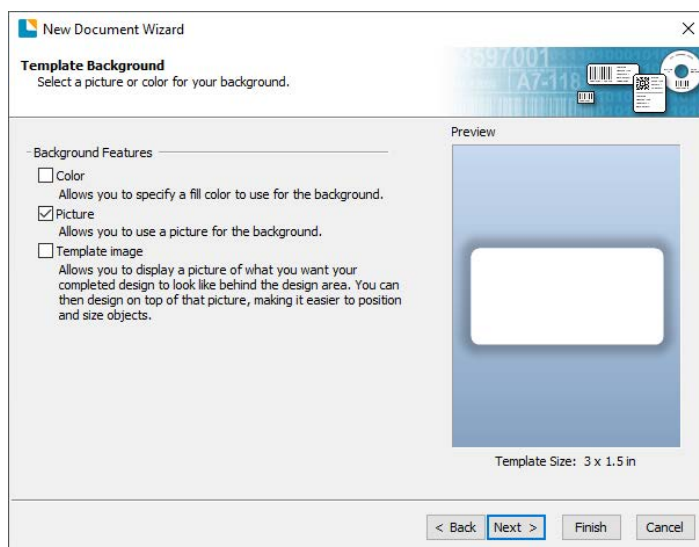 New Document Wizard
Template Background
Select a picture or color for your background.
3597001
A7-118
Preview
Background Features
Color
Allows you to specify a fill color to use for the background.
Picture
Allows you to use a picture for the background.
Template image
Allows you to display a picture of what you want your
completed design to look like behind the design area. You can
then design on top of that picture, making it easier to position
and size objects.
Template Size: 3 x 1.5 in
< Back
Next >
Finish
Cancel